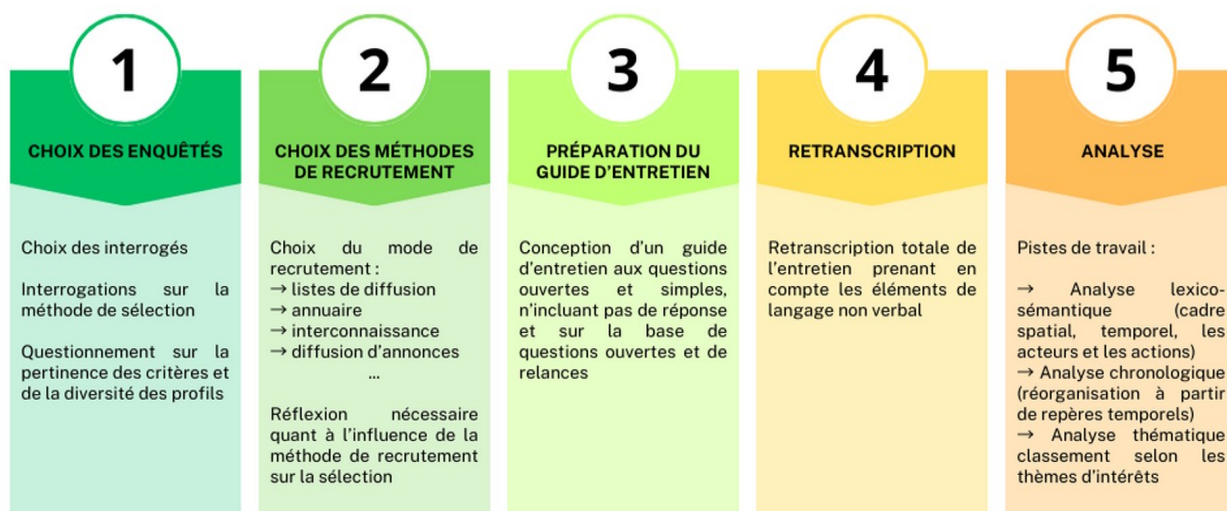 1
CHOIX DES ENQUÊTÉS
Choix des interrogés
Interrogations sur la
méthode de sélection
Questionnement sur la
pertinence des critères et
de la diversité des profils
2
CHOIX DES MÉTHODES
DE RECRUTEMENT
Choix du mode de
recrutement :
→ listes de diffusion
→ annuaire
→ interconnaissance
→ diffusion d'annonces
...
Réflexion nécessaire
quant à l'influence de la
méthode de recrutement
sur la sélection
3
PRÉPARATION DU
GUIDE D'ENTRETIEN
Conception d'un guide
d'entretien aux questions
ouvertes et simples,
n'incluant pas de réponse
et sur la base de
questions ouvertes et de
relances
4
RETRANSCRIPTION
Retranscription totale de
l'entretien prenant en
compte les éléments de
langage non verbal
5
ANALYSE
Pistes de travail :
→ Analyse lexico-
sémantique (cadre
spatial, temporel, les
acteurs et les actions)
→ Analyse chronologique
(réorganisation à partir
de repères temporels)
→ Analyse thématique
classement selon les
thèmes d'intérêts